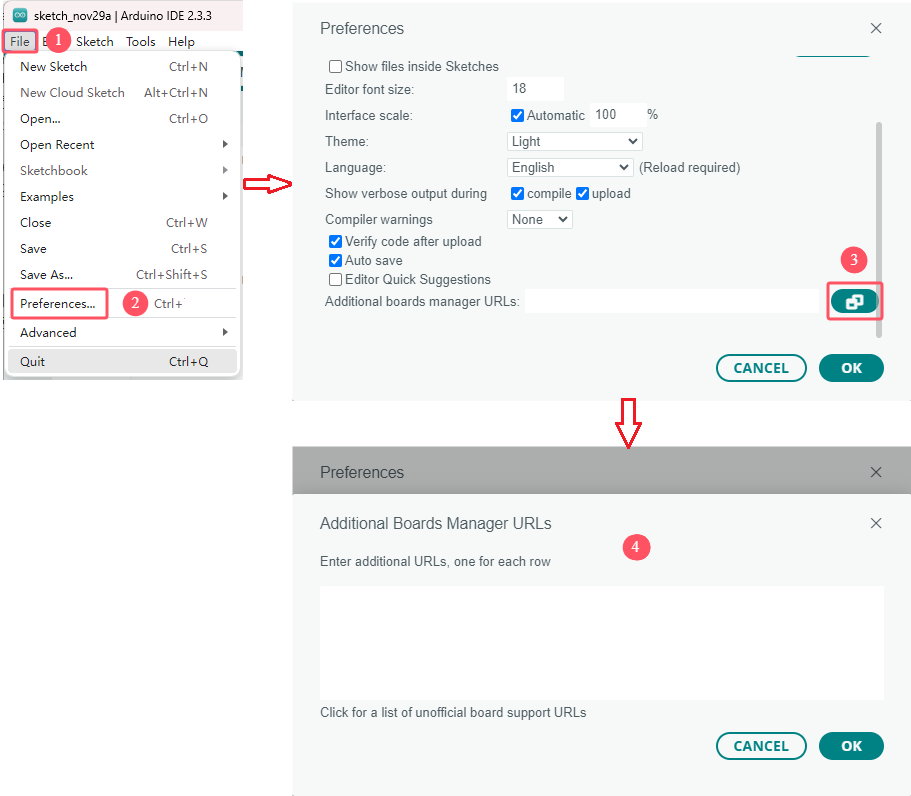 sketch_nov29a | Arduino IDE 2.3.3
File 1 Sketch Tools Help
New Sketch Ctrl+N
New Cloud Sketch Alt+Ctrl+N
Open... Ctrl+O
Open Recent
Sketchbook
Examples
Close Ctrl+W
Save Ctrl+S
Save As... Ctrl+Shift+S
Preferences... 2 Ctrl+
Advanced
Quit Ctrl+Q
Preferences
Show files inside Sketches
Editor font size: 18
Interface scale: Automatic 100 %
Theme: Light
Language: English (Reload required)
Show verbose output during compile upload
Compiler warnings None
Verify code after upload
Auto save
3
Editor Quick Suggestions
Additional boards manager URLs:
CANCEL OK
Preferences
Additional Boards Manager URLs
4
Enter additional URLs, one for each row
Click for a list of unofficial board support URLs
CANCEL OK